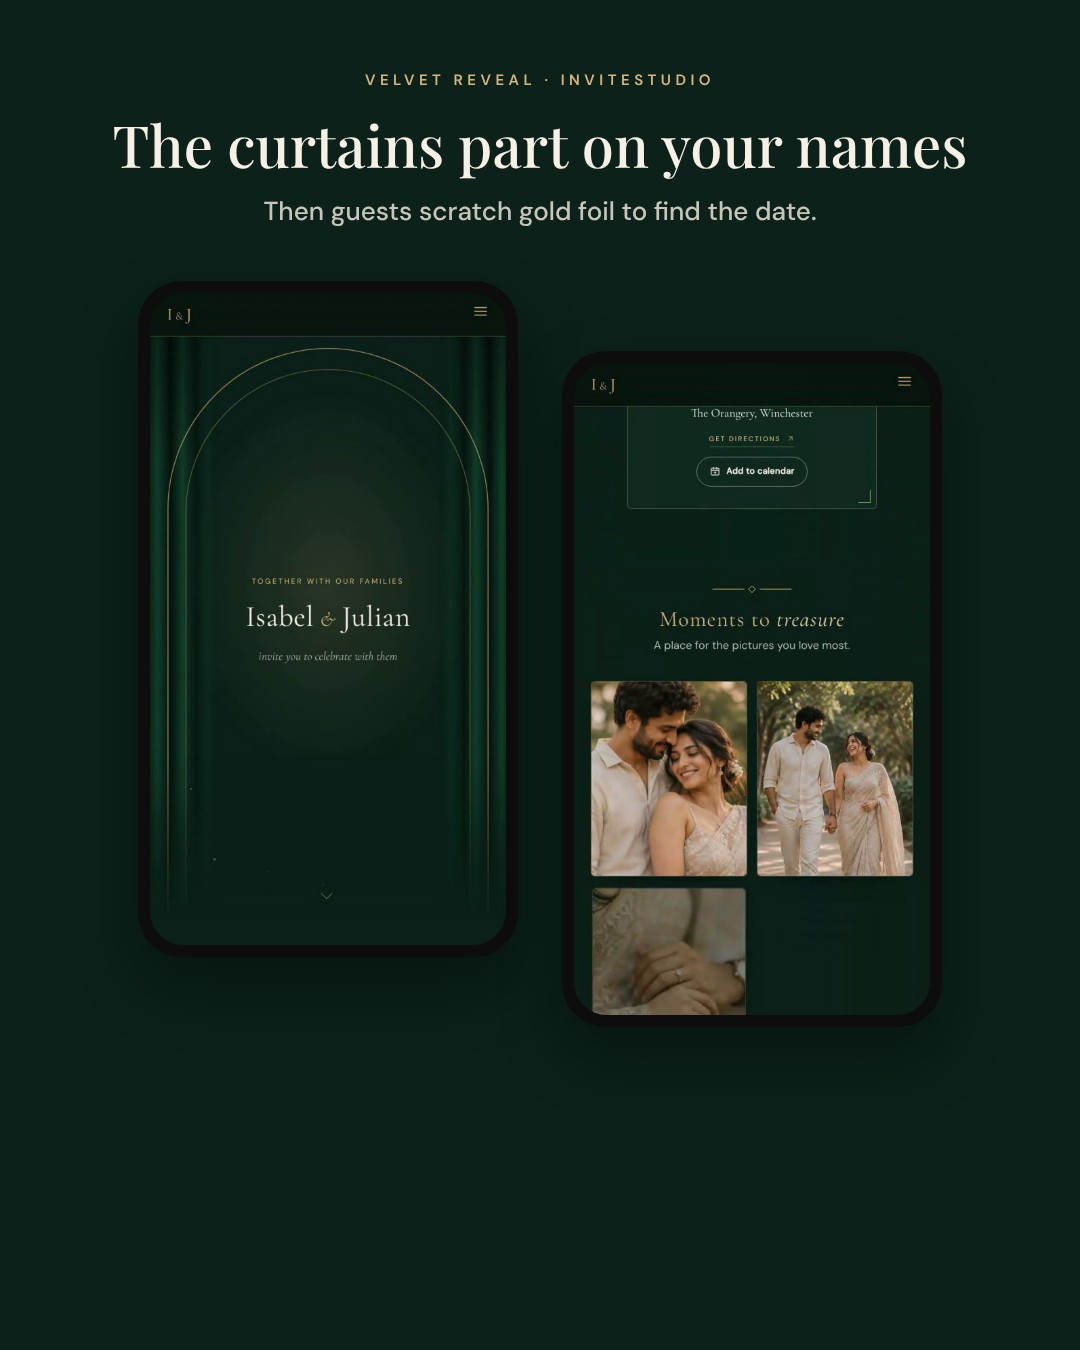 VELVET REVEAL · INVITESTUDIO
The curtains part on your names
Then guests scratch gold foil to find the date.
I & J
TOGETHER WITH OUR FAMILIES
Isabel & Julian
invite you to celebrate with them
I & J
The Orangery, Winchester
GET DIRECTIONS
Add to calendar
Moments to treasure
A place for the pictures you love most.